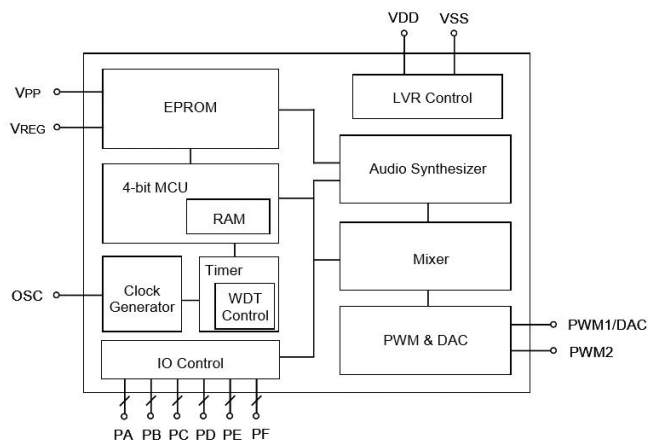 VDD VSS
VPP
EPROM
LVR Control
VREG
4-bit MCU
Audio Synthesizer
RAM
Timer
Mixer
OSC
Clock
Generator
WDT
Control
PWM & DAC
PWM1/DAC
IO Control
PWM2
PA PB PC PD PE PF